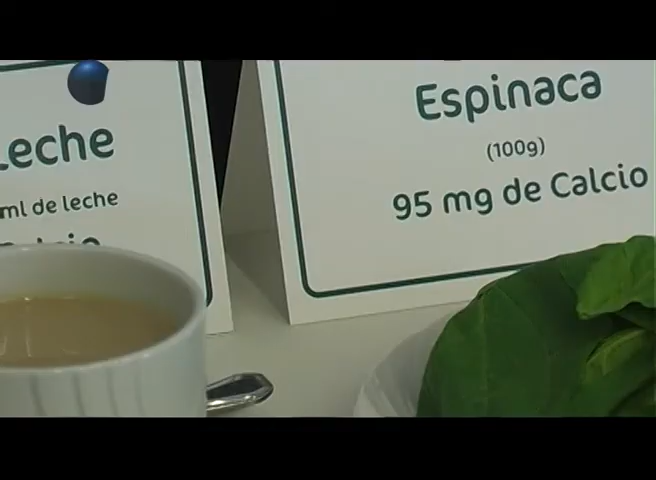 Leche
ml de leche
Espinaca
(100g)
95 mg de Calcio